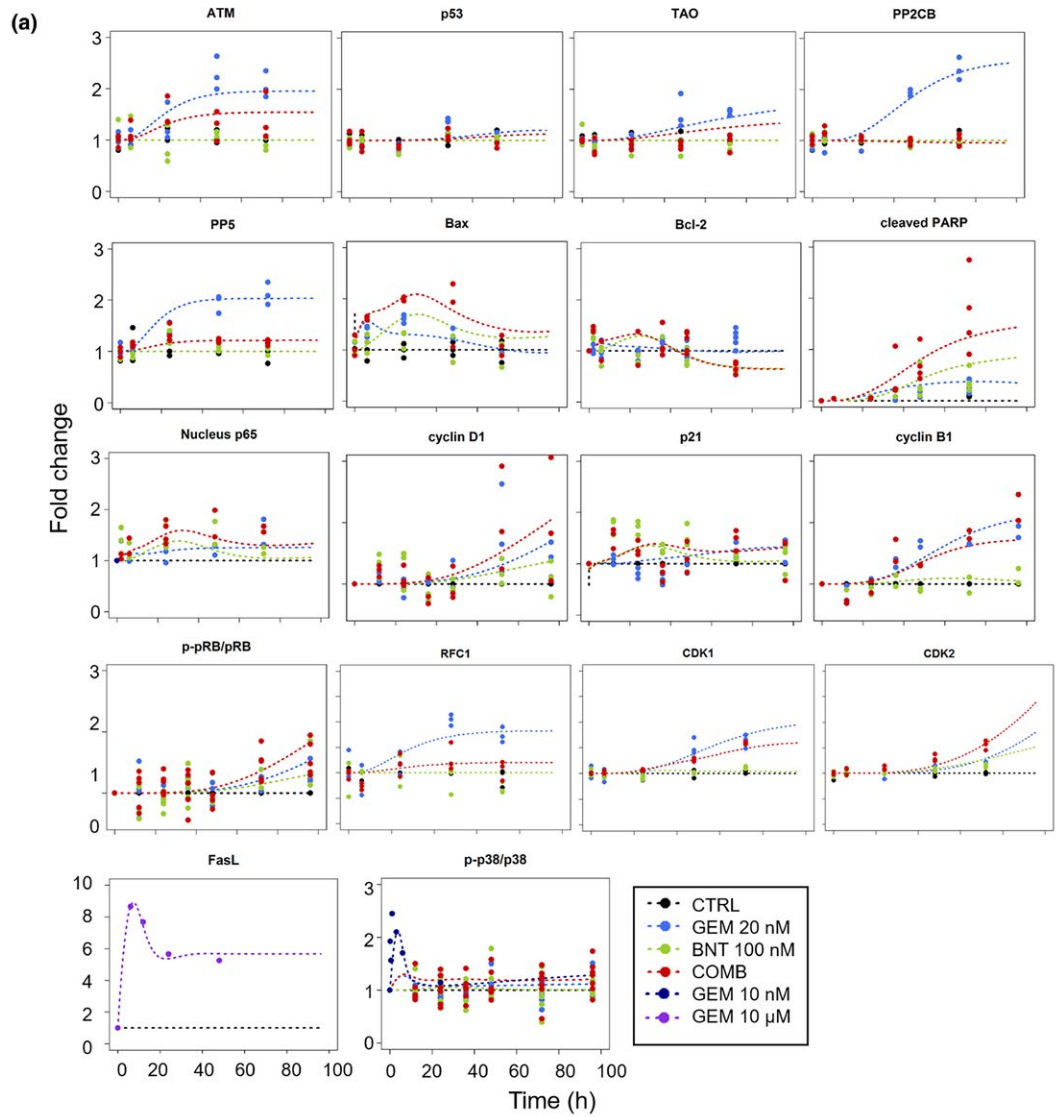 (a)
ATM p53 TAO PP2CB
3
2
1
0
PP5 Bax Bcl-2 cleaved PARP
3
2
1
0
Nucleus p65 cyclin D1 p21 cyclin B1
3
2
1
0
p-pRB/pRB RFC1 CDK1 CDK2
3
2
1
0
FasL p-p38/p38
10
8
6
4
2
1
0
3
2
1
0
0 20 40 60 80 100
0 20 40 60 80 100
Fold change
Time (h)
CTRL
GEM 20 nM
BNT 100 nM
COMB
GEM 10 nM
GEM 10 µM